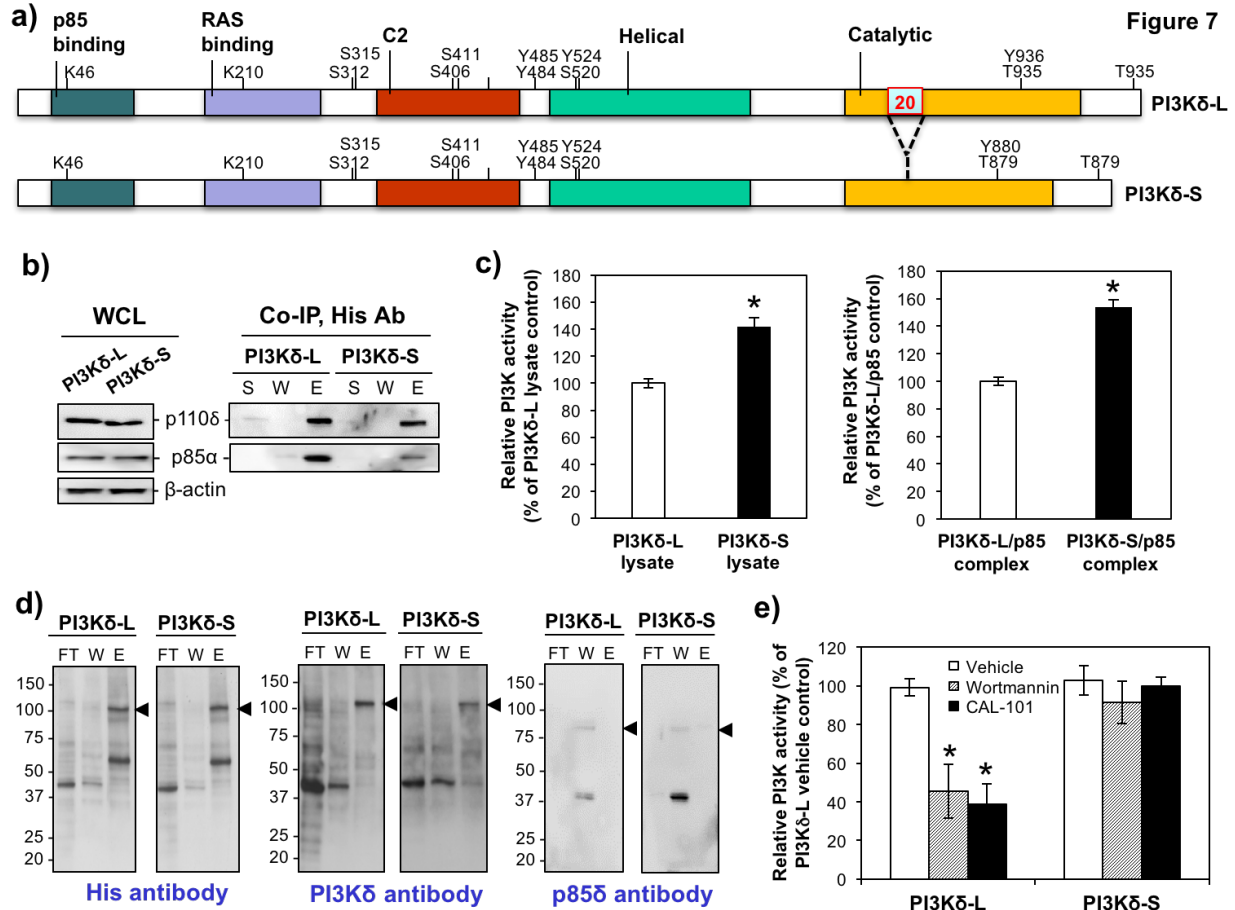 a)
Figure 7
p85 binding
RAS binding
C2
Helical
Catalytic
K46
K210
S315
S312
S411
S406
Y485
Y484
Y524
S520
Y936
T935
T935
20
PI3Kδ-L
K46
K210
S315
S312
S411
S406
Y485
Y484
Y524
S520
Y880
T879
T879
PI3Kδ-S
b)
WCL
Co-IP, His Ab
PI3Kδ-L
PI3Kδ-S
PI3Kδ-L PI3Kδ-S
S W E S W E
p110δ
p85α
β-actin
c)
Relative PI3K activity
(% of PI3Kδ-L lysate control)
180
160
140
120
100
80
60
40
20
0
*
PI3Kδ-L lysate
PI3Kδ-S lysate
Relative PI3K activity
(% of PI3Kδ-L/p85 control)
180
160
140
120
100
80
60
40
20
0
*
PI3Kδ-L/p85 complex
PI3Kδ-S/p85 complex
d)
PI3Kδ-L PI3Kδ-S
FT W E FT W E
150
100
75
50
37
25
20
His antibody
PI3Kδ-L PI3Kδ-S
FT W E FT W E
150
100
75
50
37
25
20
PI3Kδ antibody
PI3Kδ-L PI3Kδ-S
FT W E FT W E
150
100
75
50
37
25
20
p85δ antibody
e)
Relative PI3K activity (% of
PI3Kδ-L vehicle control)
120
100
80
60
40
20
0
Vehicle
Wortmannin
CAL-101
* *
PI3Kδ-L
PI3Kδ-S